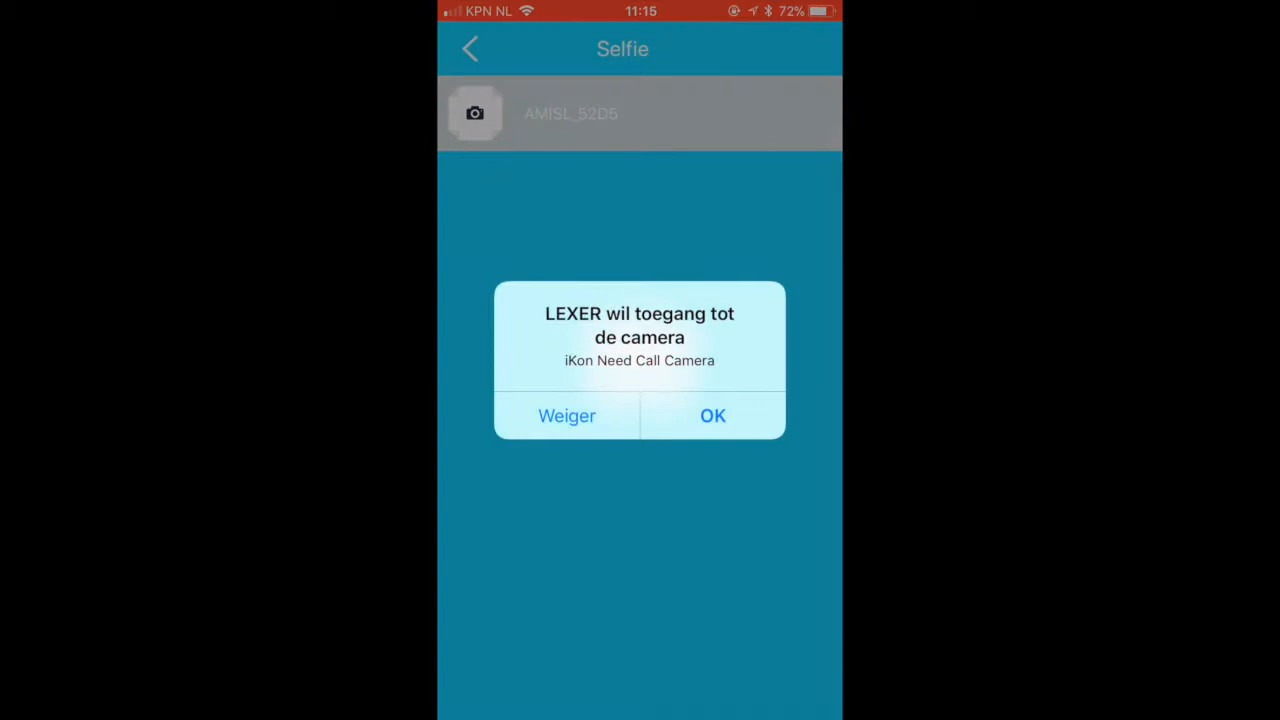 KPN NL 11:15 72%
Selfie
AMISL_52D5
LEXER wil toegang tot
de camera
iKon Need Call Camera
Weiger OK